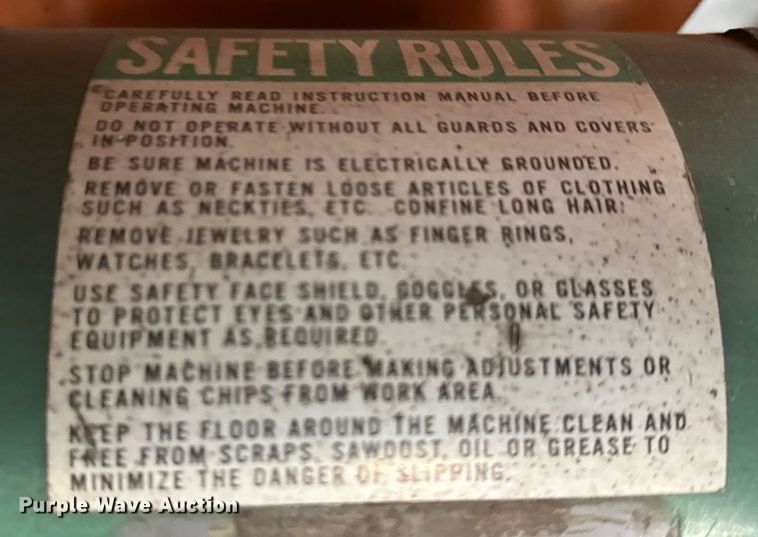 SAFETY RULES
CAREFULLY READ INSTRUCTION MANUAL BEFORE
OPERATING MACHINE.
DO NOT OPERATE WITHOUT ALL GUARDS AND COVERS
IN POSITION.
BE SURE MACHINE IS ELECTRICALLY GROUNDED.
REMOVE OR FASTEN LOOSE ARTICLES OF CLOTHING
SUCH AS NECKTIES, ETC. CONFINE LONG HAIR.
REMOVE JEWELRY SUCH AS FINGER RINGS,
WATCHES, BRACELETS, ETC.
USE SAFETY FACE SHIELD, GOGGLES, OR GLASSES
TO PROTECT EYES AND OTHER PERSONAL SAFETY
EQUIPMENT AS REQUIRED.
STOP MACHINE BEFORE MAKING ADJUSTMENTS OR
CLEANING CHIPS FROM WORK AREA.
KEEP THE FLOOR AROUND THE MACHINE CLEAN AND
FREE FROM SCRAPS, SAWDUST, OIL OR GREASE TO
MINIMIZE THE DANGER OF SLIPPING.
Purple Wave Auction